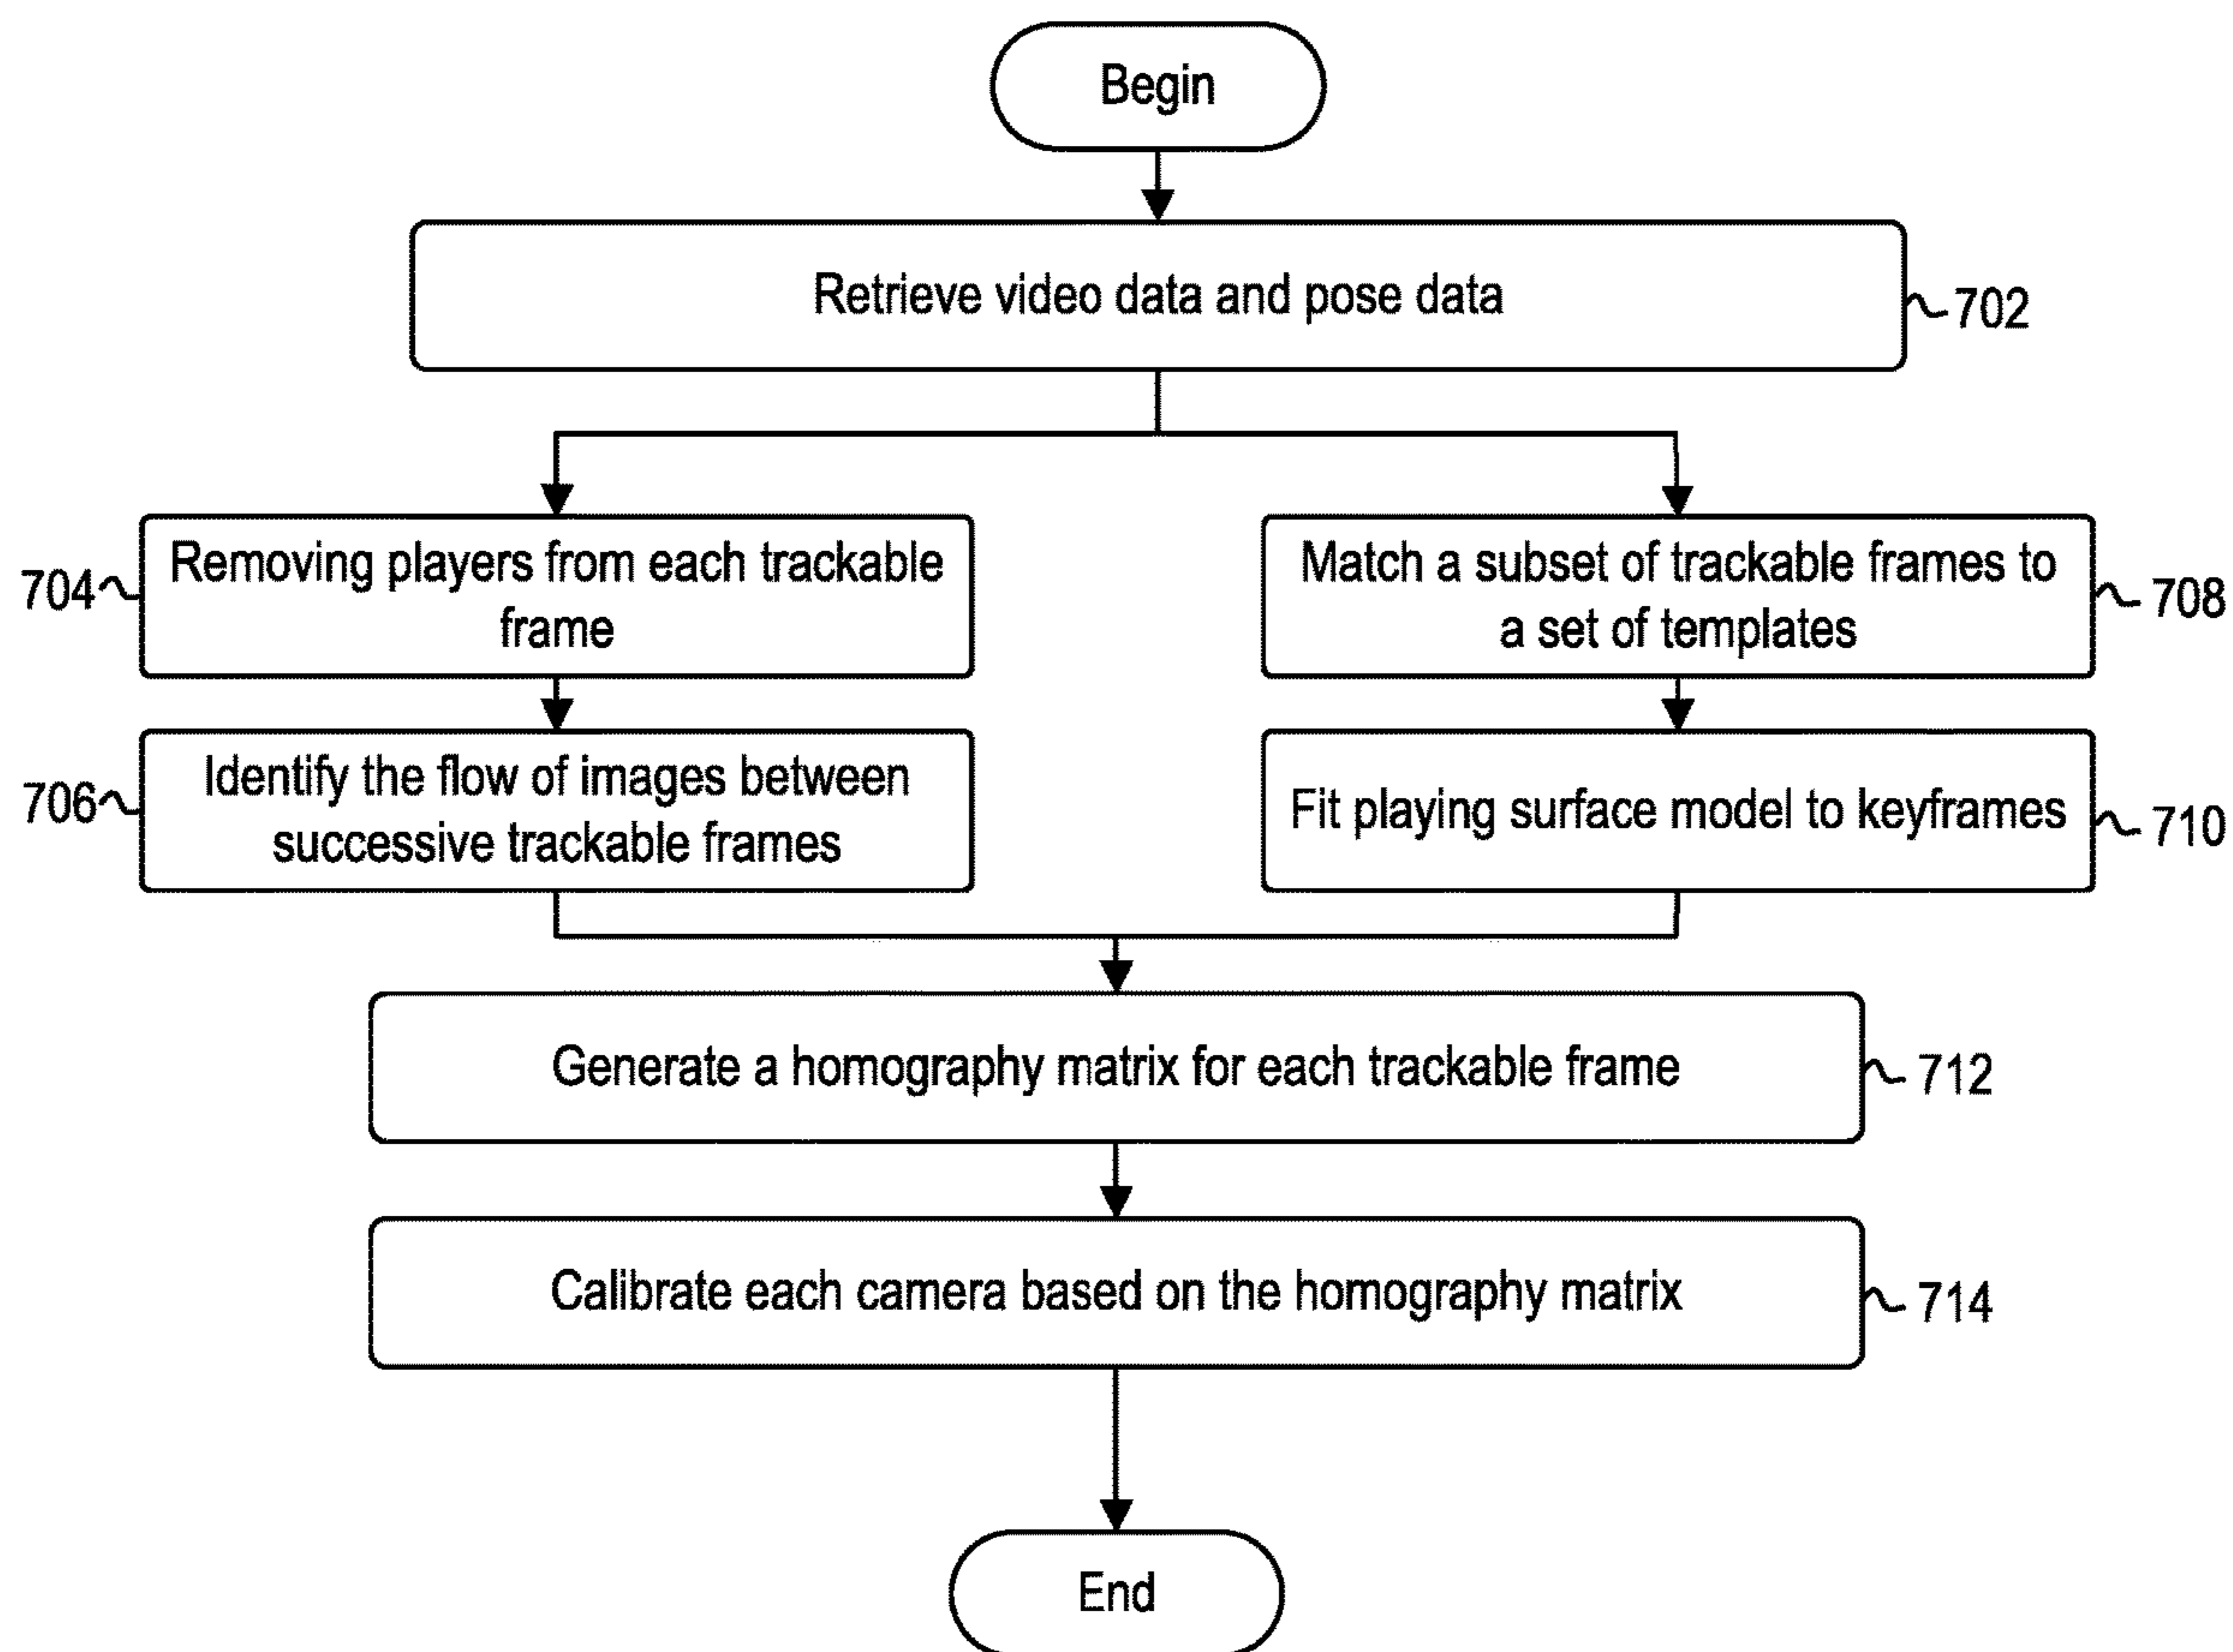 Begin
Retrieve video data and pose data
702
704
Removing players from each trackable
frame
Match a subset of trackable frames to
a set of templates
708
706
Identify the flow of images between
successive trackable frames
Fit playing surface model to keyframes
710
Generate a homography matrix for each trackable frame
712
Calibrate each camera based on the homography matrix
714
End